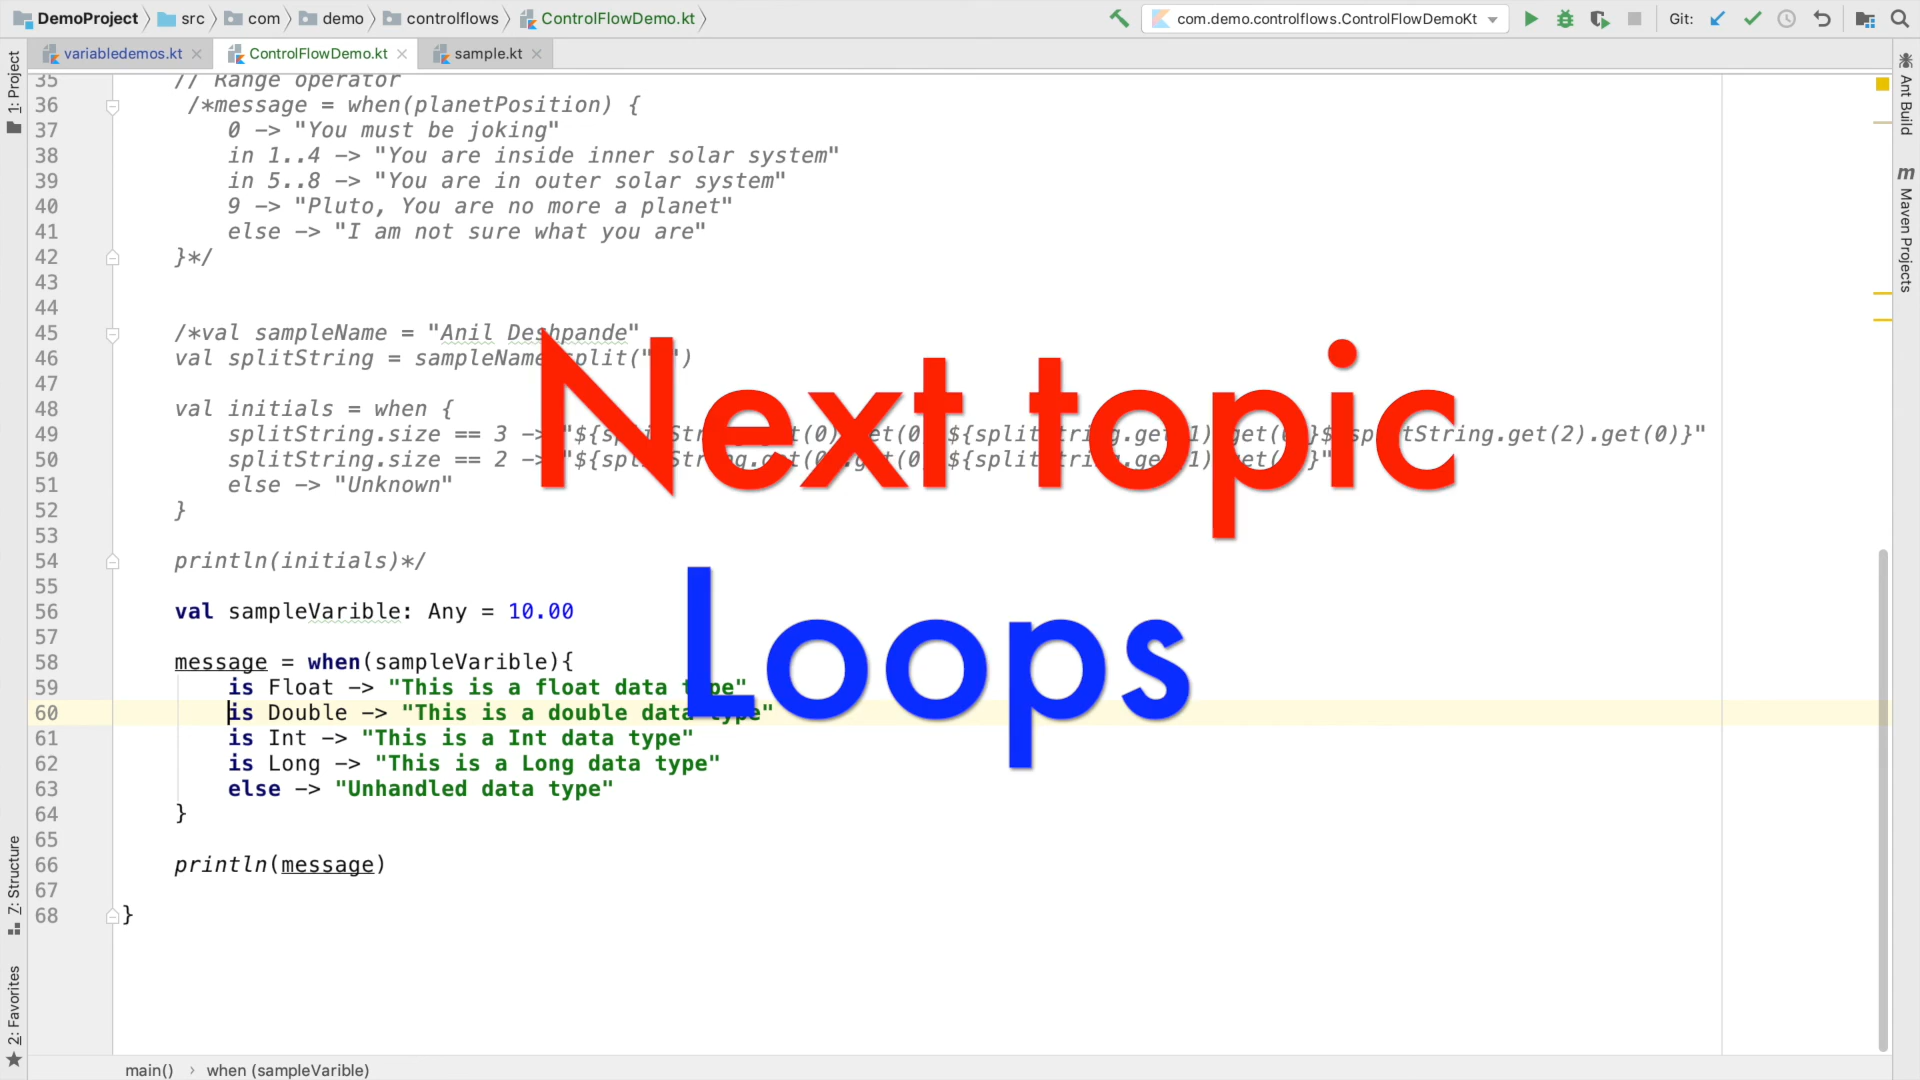 DemoProject src com demo controlflows ControlFlowDemo.kt com.demo.controlflows.ControlFlowDemoKt Git:
variabledemos.kt ControlFlowDemo.kt sample.kt
1: Project
Ant Build
Maven Projects
7: Structure
2: Favorites
35 // Range operator
36 /*message = when(planetPosition) {
37 0 -> "You must be joking"
38 in 1..4 -> "You are inside inner solar system"
39 in 5..8 -> "You are in outer solar system"
40 9 -> "Pluto, You are no more a planet"
41 else -> "I am not sure what you are"
42 }*/
43
44
45 /*val sampleName = "Anil Deshpande"
46 val splitString = sampleName split(" ")
47
48 val initials = when {
49 splitString.size == 3 -> "${ ${ .get(2).get(0)}"
50 splitString.size == 2 -> "${ ${
51 else -> "Unknown"
52 }
53
54 println(initials)*/
55
56 val sampleVarible: Any = 10.00
57
58 message = when(sampleVarible){
59 is Float -> "This is a float data type"
60 is Double -> "This is a double data type"
61 is Int -> "This is a Int data type"
62 is Long -> "This is a Long data type"
63 else -> "Unhandled data type"
64 }
65
66 println(message)
67
68 }
Next topic
Loops
main() › when (sampleVarible)